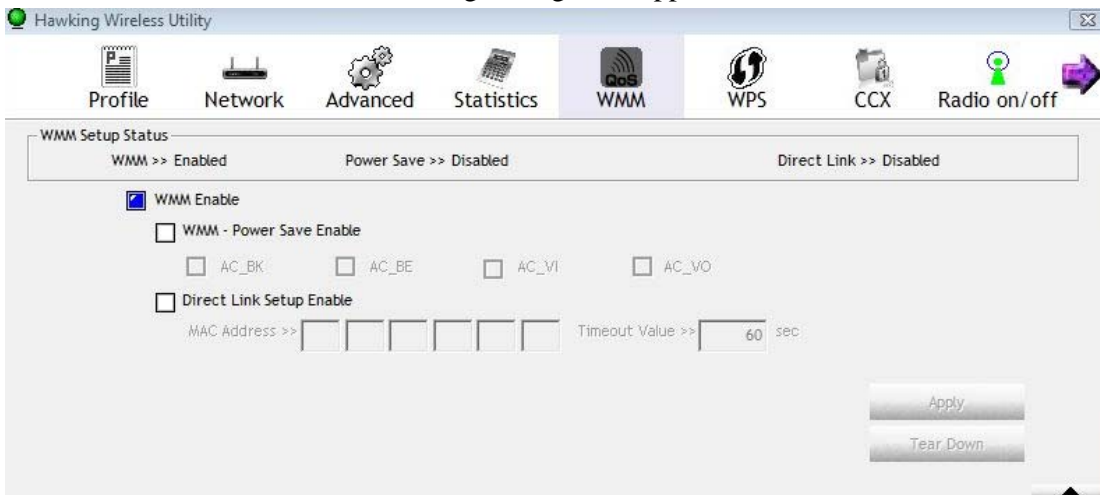 Hawking Wireless Utility
Profile Network Advanced Statistics QoS WMM WPS CCX Radio on/off
WMM Setup Status
WMM >> Enabled Power Save >> Disabled Direct Link >> Disabled
WMM Enable
WMM - Power Save Enable
AC_BK AC_BE AC_VI AC_VO
Direct Link Setup Enable
MAC Address >> Timeout Value >> 60 sec
Apply
Tear Down